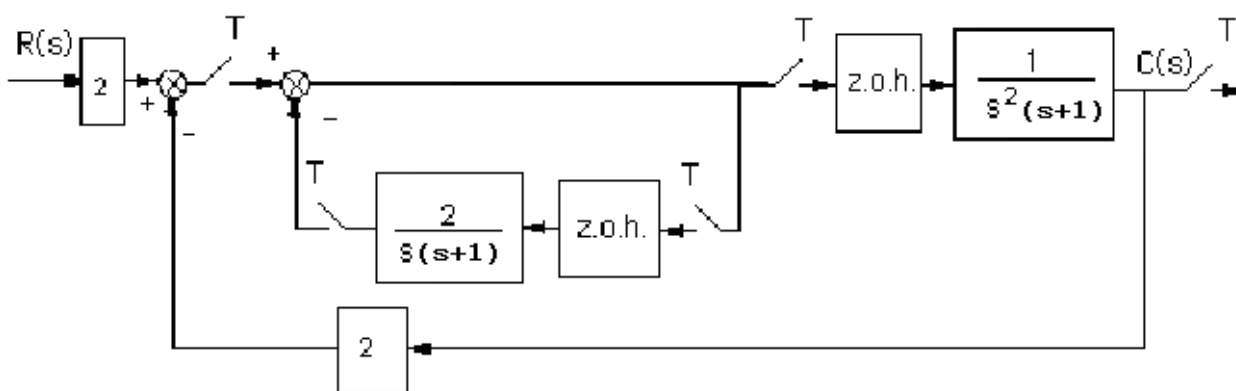 R(s)
2
+
+
-
T
+
-
T
z.o.h.
1
s²(s+1)
C(s)
T
T
2
s(s+1)
z.o.h.
T
2